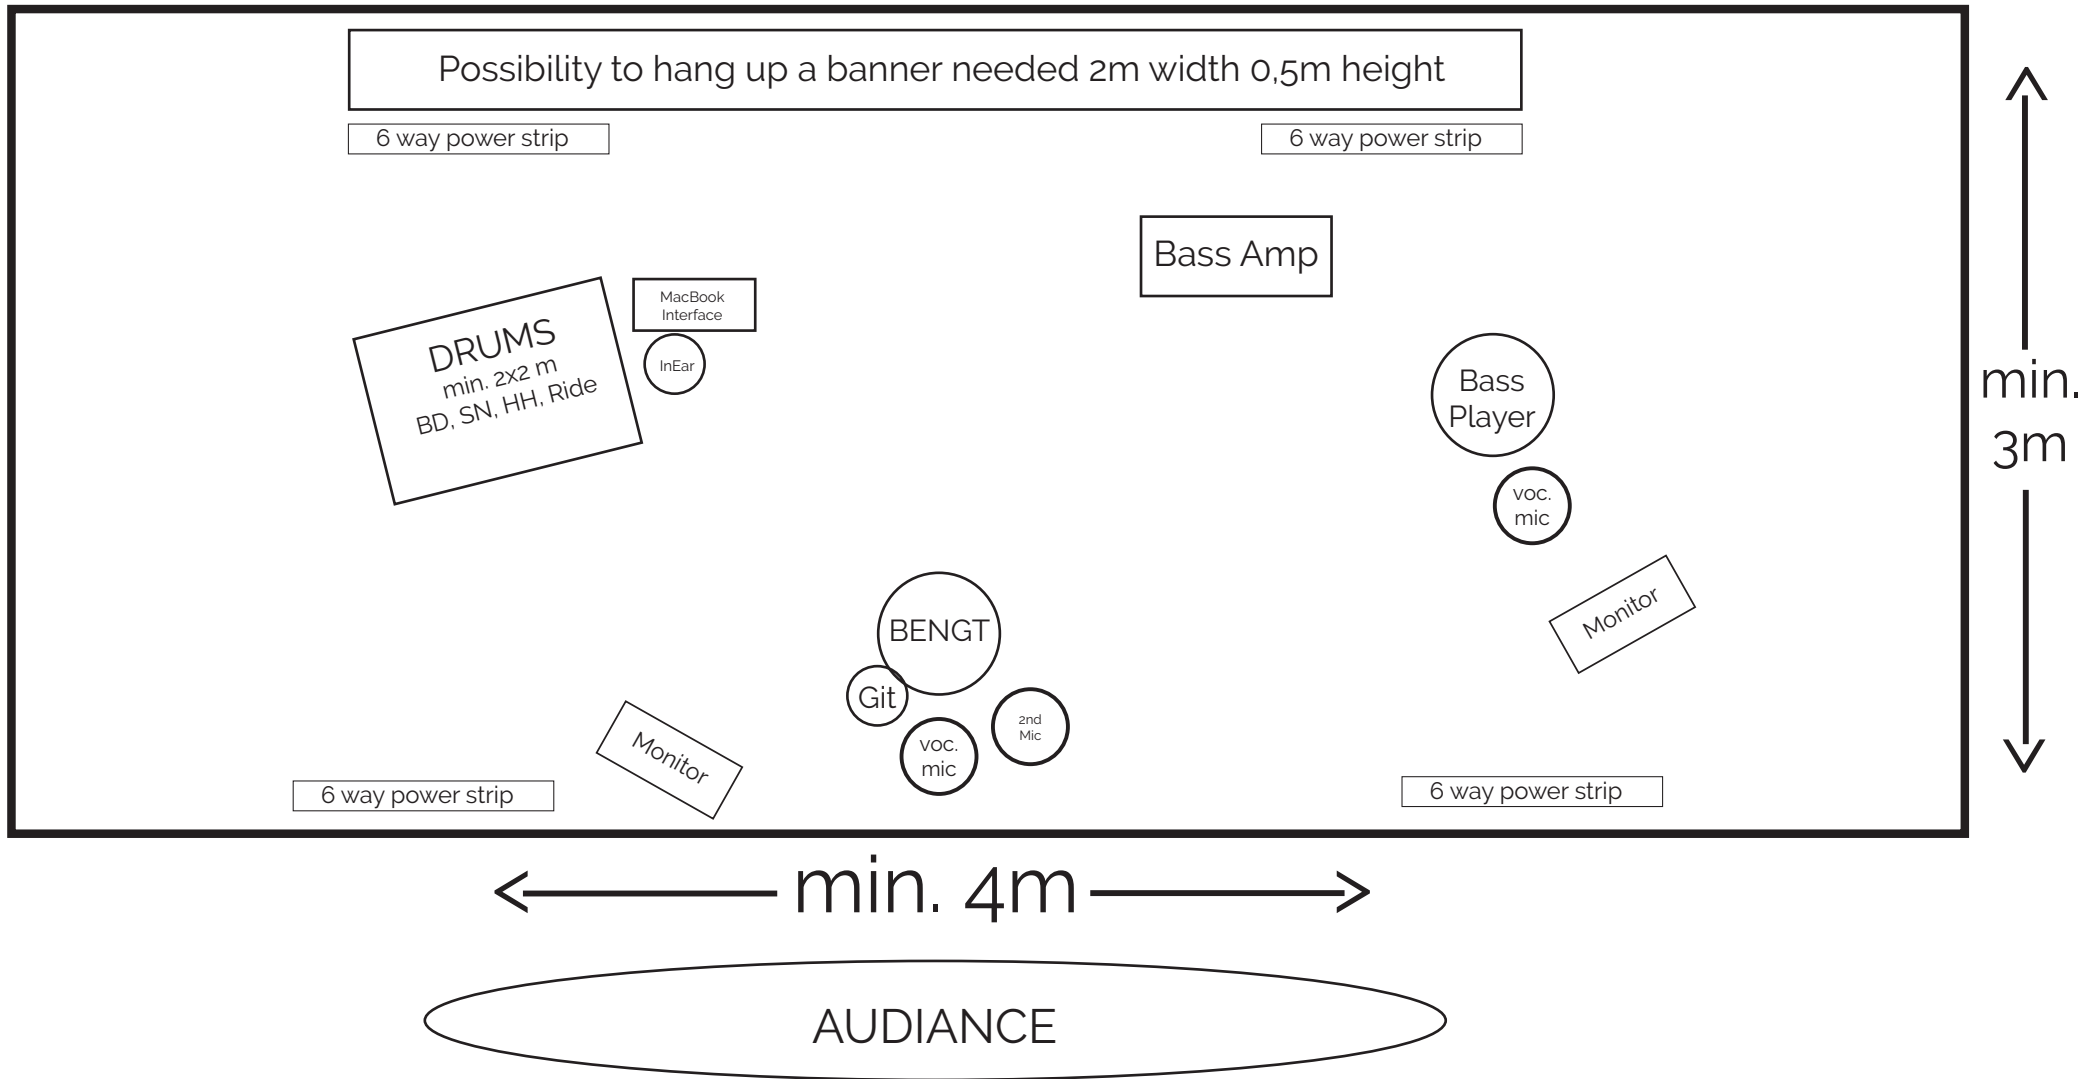 Possibility to hang up a banner needed 2m width 0,5m height
6 way power strip
6 way power strip
Bass Amp
MacBook
Interface
InEar
DRUMS
min. 2x2 m
BD, SN, HH, Ride
Bass
Player
voc.
mic
min.
3m
Monitor
BENGT
Git
voc.
mic
2nd
Mic
Monitor
6 way power strip
6 way power strip
min. 4m
AUDIANCE